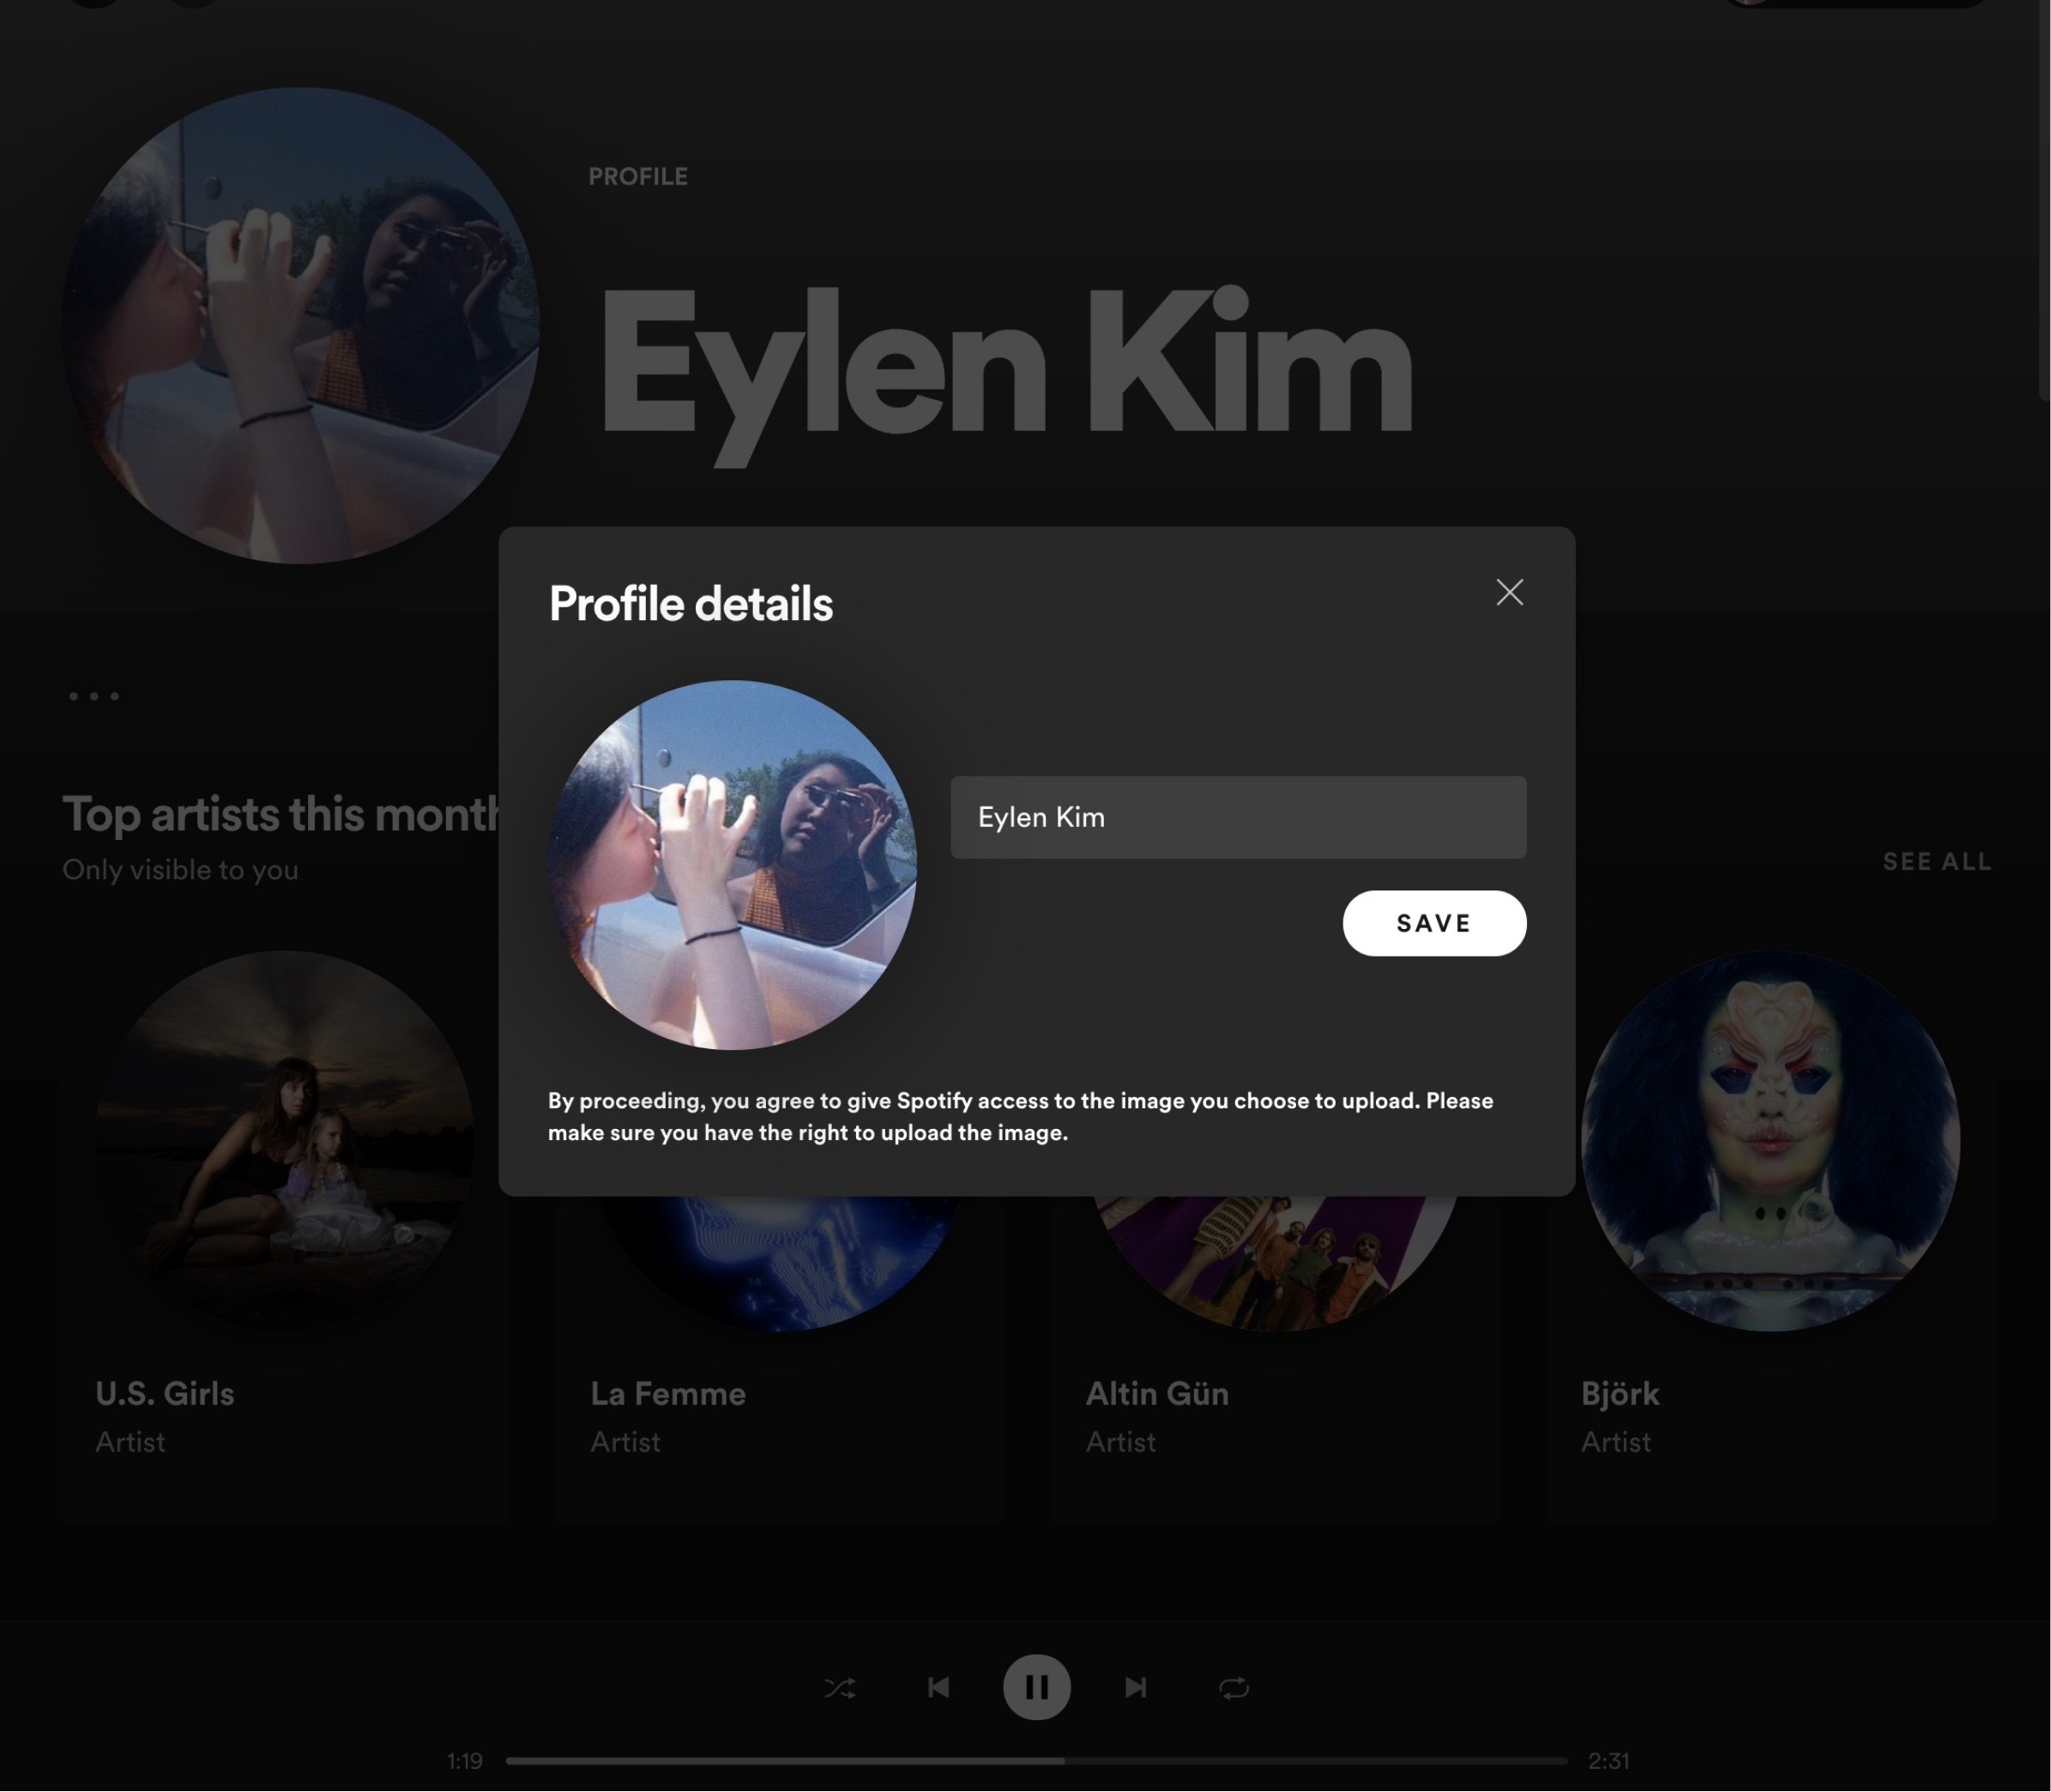 PROFILE
Eylen Kim
Profile details
Eylen Kim
SAVE
By proceeding, you agree to give Spotify access to the image you choose to upload. Please
make sure you have the right to upload the image.
Top artists this month
Only visible to you
SEE ALL
U.S. Girls
Artist
La Femme
Artist
Altin Gün
Artist
Björk
Artist
1:19
2:31